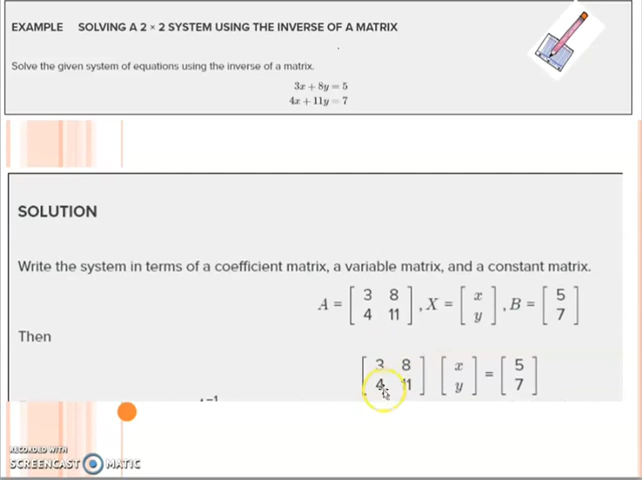 EXAMPLE SOLVING A 2 × 2 SYSTEM USING THE INVERSE OF A MATRIX
Solve the given system of equations using the inverse of a matrix.
3x + 8y = 5
4x + 11y = 7
SOLUTION
Write the system in terms of a coefficient matrix, a variable matrix, and a constant matrix.
A = [ 3 8 ] , X = [ x ] , B = [ 5 ]
[ 4 11 ] [ y ] [ 7 ]
Then
[ 3 8 ] [ x ] = [ 5 ]
[ 4 11 ] [ y ] [ 7 ]
RECORDED WITH
SCREENCAST MATIC